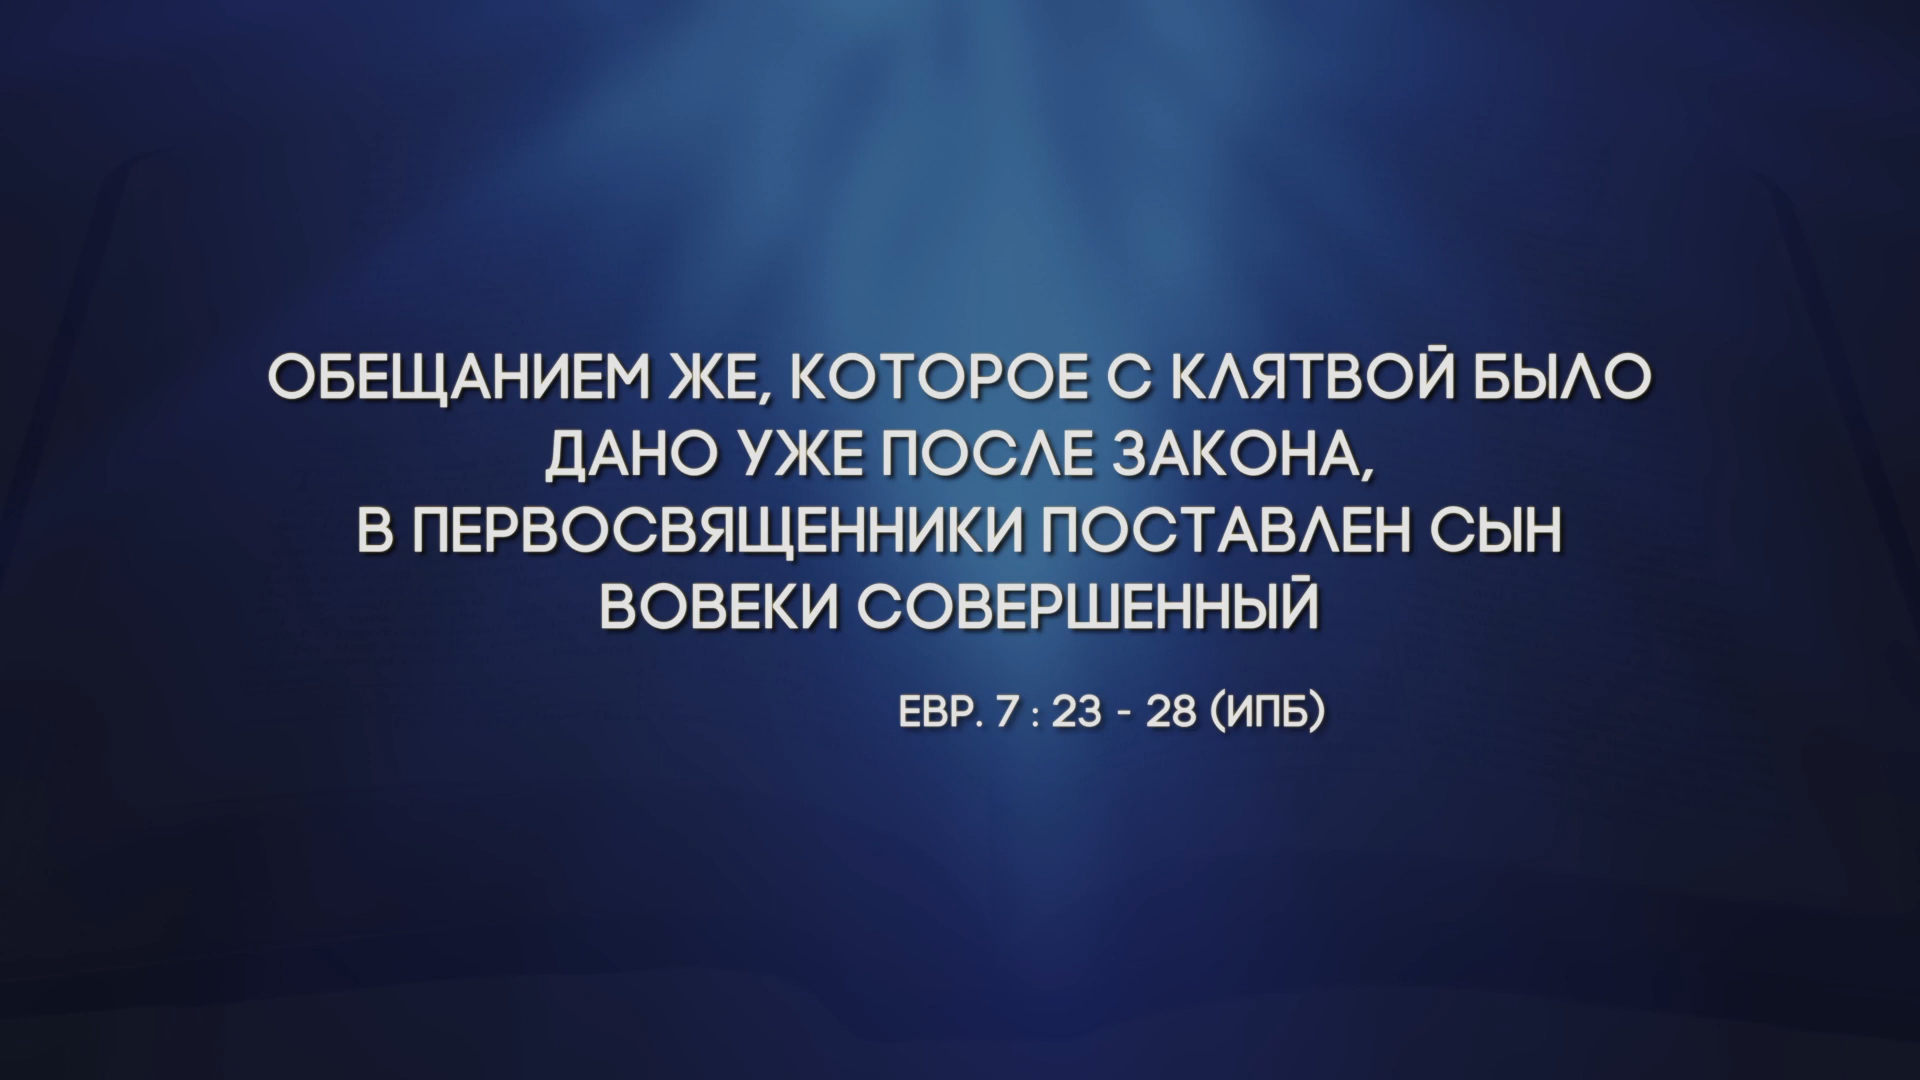 ОБЕЩАНИЕМ ЖЕ, КОТОРОЕ С КЛЯТВОЙ БЫЛО
ДАНО УЖЕ ПОСЛЕ ЗАКОНА,
В ПЕРВОСВЯЩЕННИКИ ПОСТАВЛЕН СЫН
ВОВЕКИ СОВЕРШЕННЫЙ
ЕВР. 7 : 23 - 28 (ИПБ)